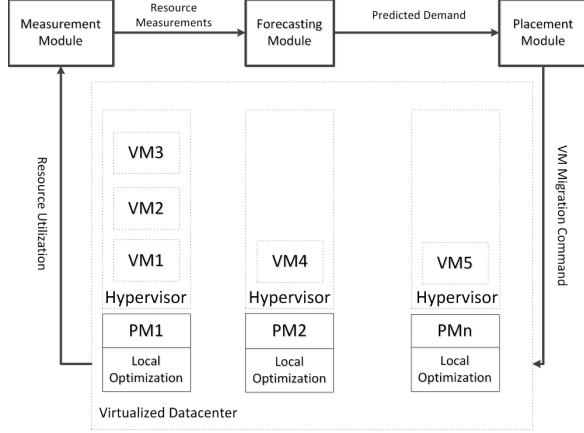 Measurement
Module
Resource
Measurements
Forecasting
Module
Predicted Demand
Placement
Module
Resource Utilization
VM Migration
Command
VM3
VM2
VM1
Hypervisor
PM1
Local
Optimization
VM4
Hypervisor
PM2
Local
Optimization
VM5
Hypervisor
PMn
Local
Optimization
Virtualized Datacenter